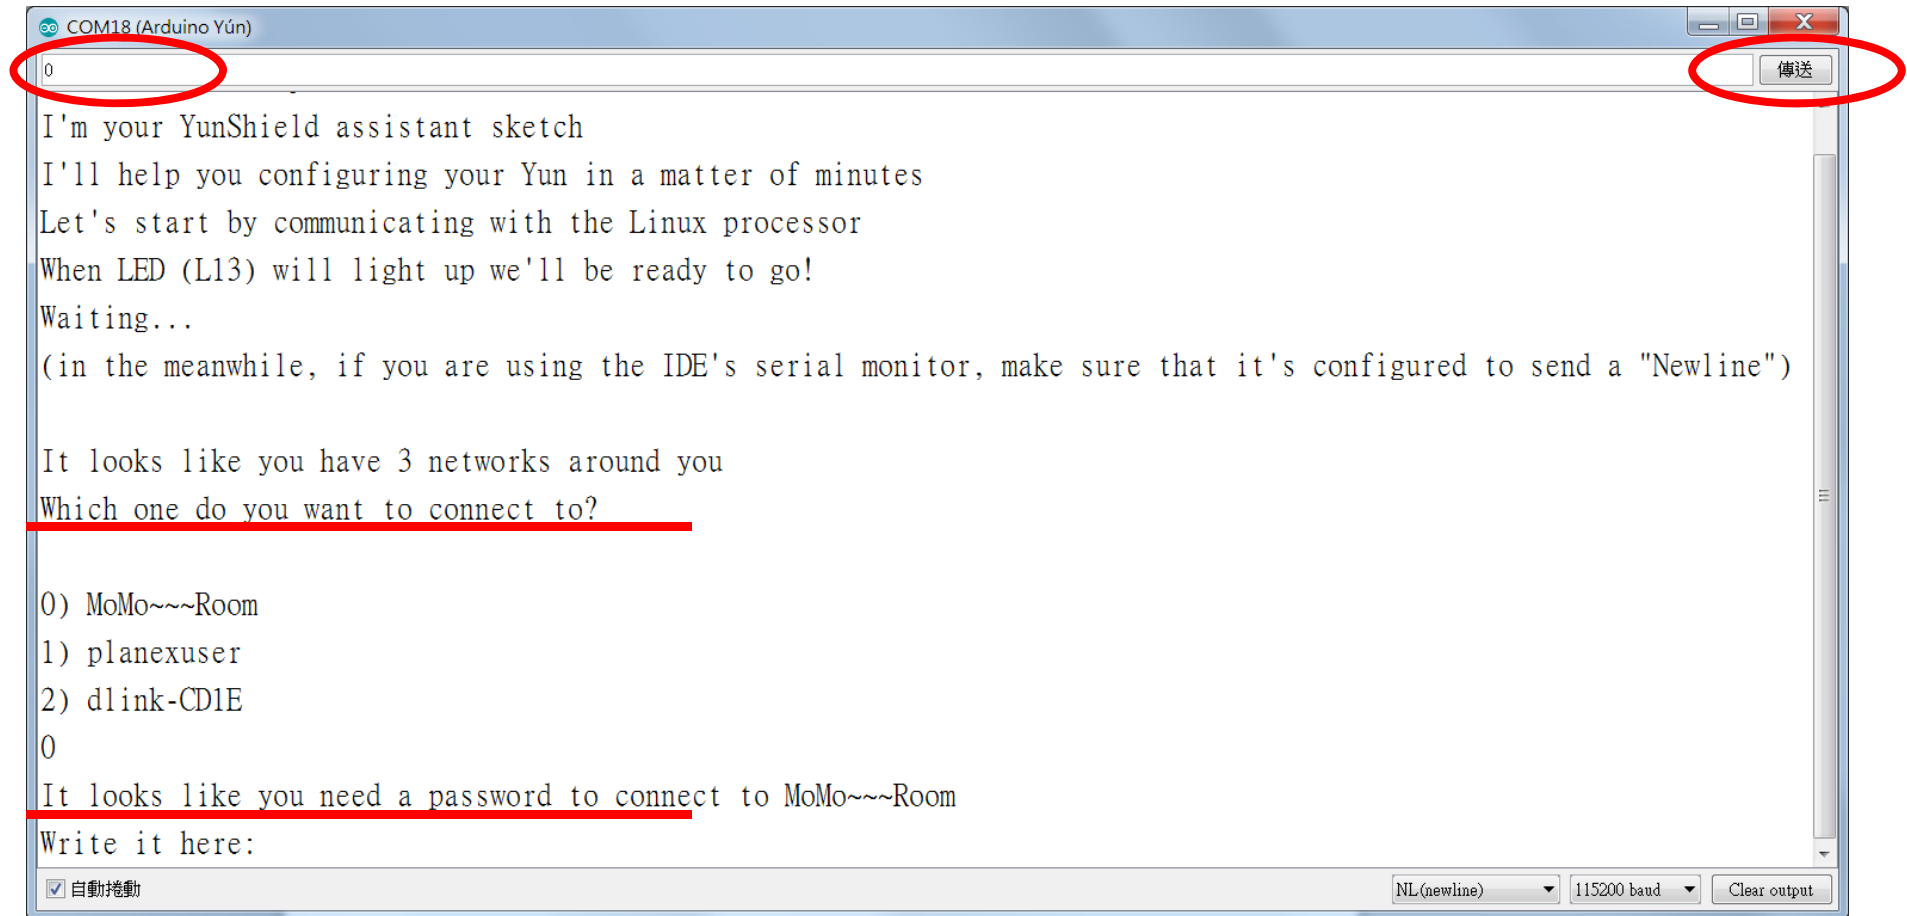 COM18 (Arduino Yún)
0
傳送
I'm your YunShield assistant sketch
I'll help you configuring your Yun in a matter of minutes
Let's start by communicating with the Linux processor
When LED (L13) will light up we'll be ready to go!
Waiting...
(in the meanwhile, if you are using the IDE's serial monitor, make sure that it's configured to send a "Newline")
It looks like you have 3 networks around you
Which one do you want to connect to?
0) MoMo~~~Room
1) planexuser
2) dlink-CD1E
0
It looks like you need a password to connect to MoMo~~~Room
Write it here:
自動捲動
NL(newline)
115200 baud
Clear output